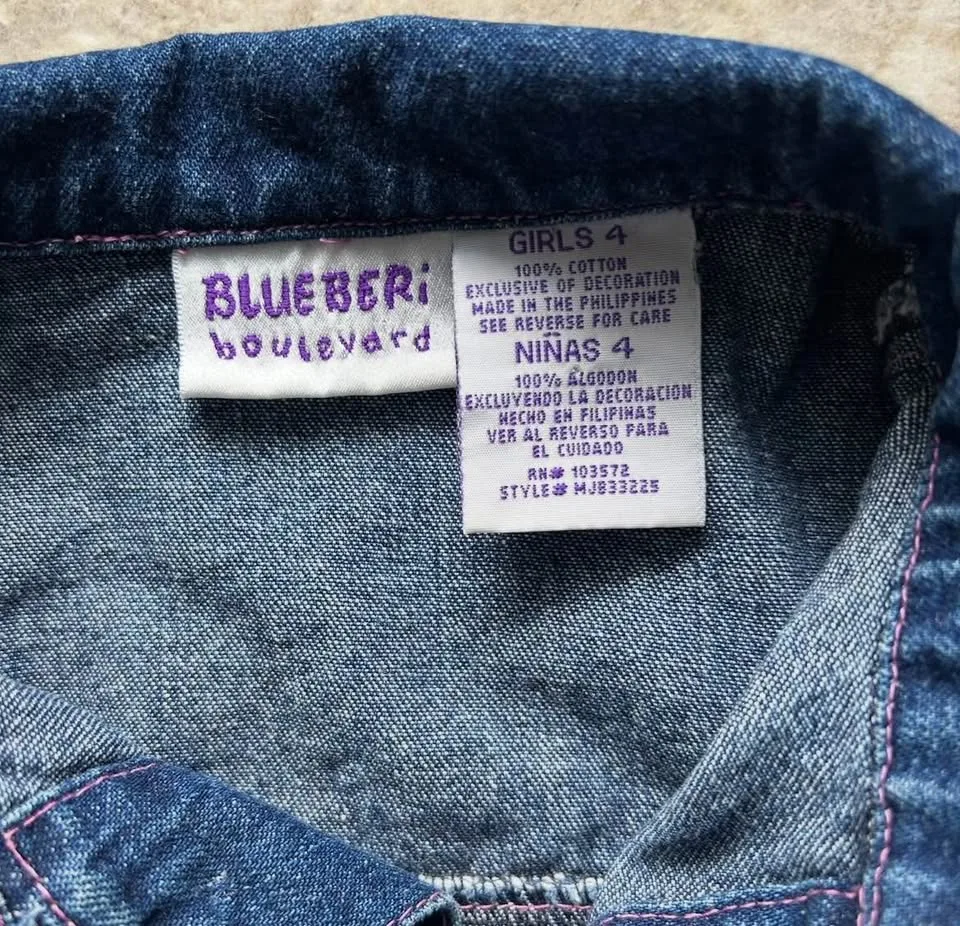 BLUEBERi
boulevard
GIRLS 4
100% COTTON
EXCLUSIVE OF DECORATION
MADE IN THE PHILIPPINES
SEE REVERSE FOR CARE
NIÑAS 4
100% ALGODON
EXCLUYENDO LA DECORACION
HECHO EN FILIPINAS
VER AL REVERSO PARA
EL CUIDADO
RN# 103572
STYLE# MJB33225